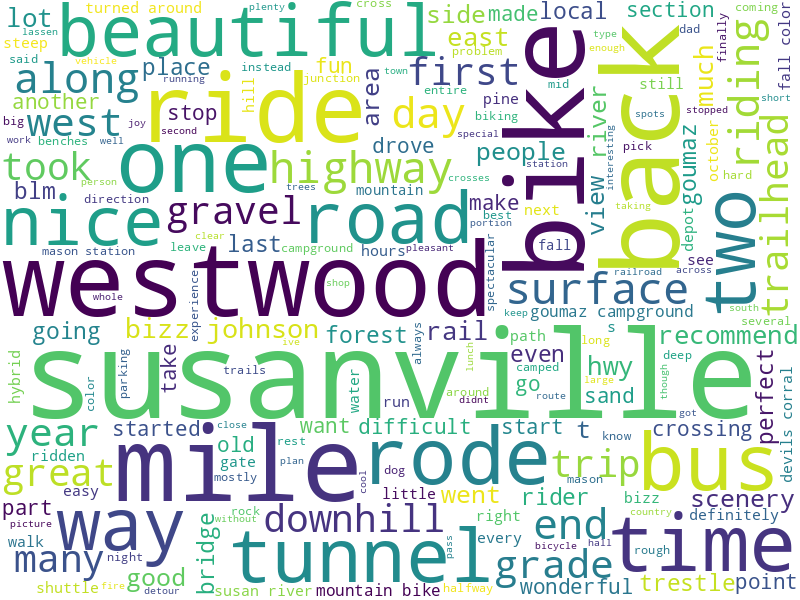 lot
turned around
beautiful
plenty
cross
side
made
local
section
coming
fall color
lassen
steep
said
east
problem
town
instead
type
enough
dad
finally
along
place
vehicle
running
ride
hill
fun
junction
first
area
entire
mid
bike
back
much
still
short
riding
another
big
west
stop
joy
second
day
pine
biking
river
stopped
spots
work
benches
well
one
drove
special
interesting
pick
october
hard
took
person
highway
people
station
view
goumaz
trailhead
blm
direction
trees
mountain
crosses
taking
nice
gravel
road
make
best
next
portion
depot
two
mason station
leave
clear
last
campground
hours
pleasant
fall
see
across
westwood
whole
experience
shop
spectacular
surface
railroad
keep
goumaz campground
south
several
going
bizz johnson
forest
rail
path
s
long
recommend
hybrid
color
parking
take
trails
ive
water
always
lunch
around
even
go
hwy
deep
though
perfect
susanville
camped
didnt
route
large
sand
got
devils corral
year
started
want
difficult
run
start
t
know
crossing
ridden
close
old
rest
mile
rode
trip
bus
great
gate
plan
mostly
cool
dog
went
rider
mason
bizz
scenery
part
easy
way
little
country
definitely
picture
rock
without
downhill
right
every
bicycle
end
rough
time
walk
night
many
bridge
tunnel
pass
hall
grade
shuttle
fire
good
detour
susan river
mountain bike
halfway
wonderful
trestle
point